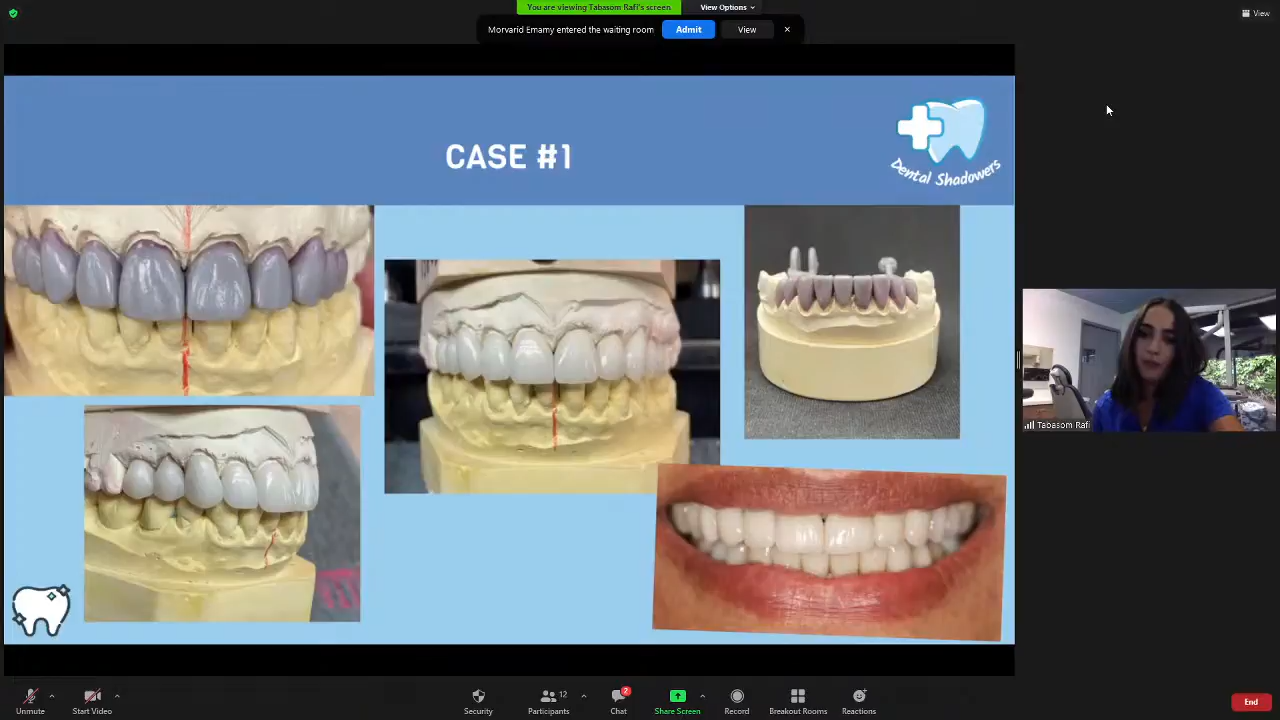 You are viewing Tabasom Rafi's screen
View Options
View
Morvarid Emamy entered the waiting room
Admit
View
CASE #1
Dental Shadowers
Tabasom Rafi
Unmute
Start Video
Security
Participants
12
Chat
2
Share Screen
Record
Breakout Rooms
Reactions
End